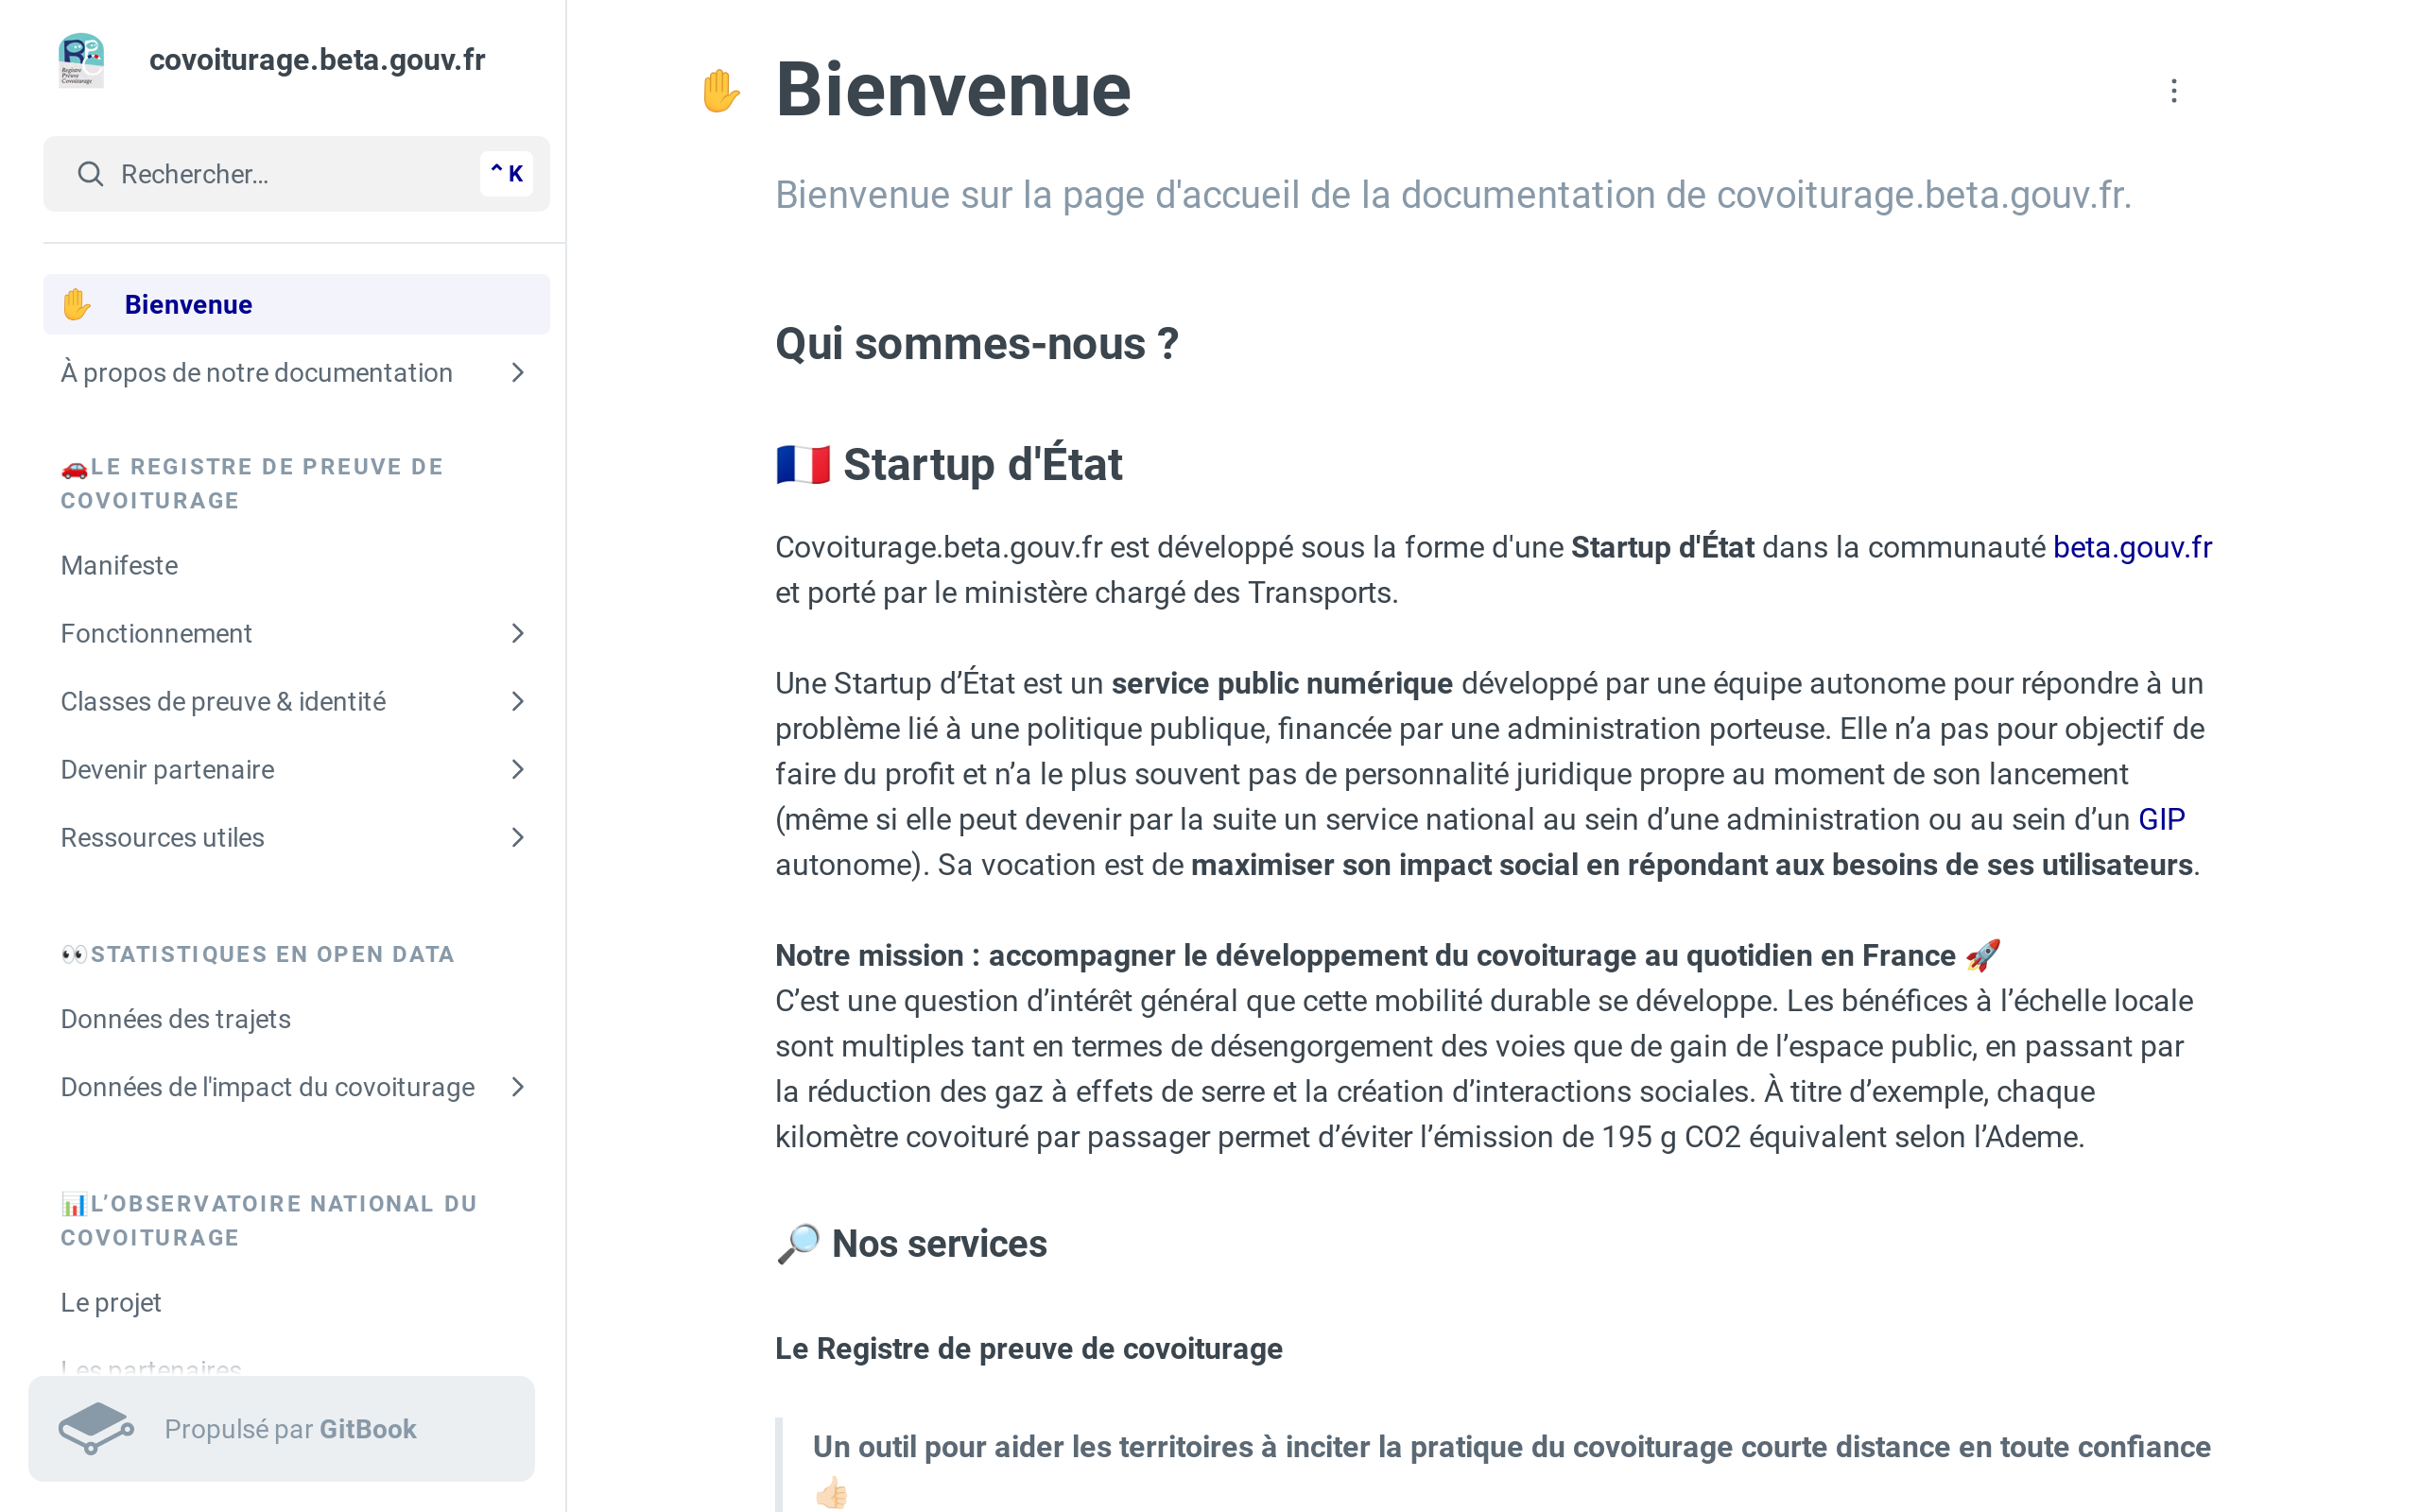 Registre
Preuve
Covoiturage
covoiturage.beta.gouv.fr
Rechercher...
⌃ K
✋ Bienvenue
À propos de notre documentation
🚗LE REGISTRE DE PREUVE DE
COVOITURAGE
Manifeste
Fonctionnement
Classes de preuve & identité
Devenir partenaire
Ressources utiles
👀STATISTIQUES EN OPEN DATA
Données des trajets
Données de l'impact du covoiturage
📊L’OBSERVATOIRE NATIONAL DU
COVOITURAGE
Le projet
Les partenaires
Propulsé par GitBook
✋ Bienvenue
Bienvenue sur la page d'accueil de la documentation de covoiturage.beta.gouv.fr.
Qui sommes-nous ?
🇫🇷 Startup d'État
Covoiturage.beta.gouv.fr est développé sous la forme d'une Startup d'État dans la communauté beta.gouv.fr
et porté par le ministère chargé des Transports.
Une Startup d’État est un service public numérique développé par une équipe autonome pour répondre à un
problème lié à une politique publique, financée par une administration porteuse. Elle n’a pas pour objectif de
faire du profit et n’a le plus souvent pas de personnalité juridique propre au moment de son lancement
(même si elle peut devenir par la suite un service national au sein d’une administration ou au sein d’un GIP
autonome). Sa vocation est de maximiser son impact social en répondant aux besoins de ses utilisateurs.
Notre mission : accompagner le développement du covoiturage au quotidien en France 🚀
C’est une question d’intérêt général que cette mobilité durable se développe. Les bénéfices à l’échelle locale
sont multiples tant en termes de désengorgement des voies que de gain de l’espace public, en passant par
la réduction des gaz à effets de serre et la création d’interactions sociales. À titre d’exemple, chaque
kilomètre covoituré par passager permet d’éviter l’émission de 195 g CO2 équivalent selon l’Ademe.
🔎 Nos services
Le Registre de preuve de covoiturage
Un outil pour aider les territoires à inciter la pratique du covoiturage courte distance en toute confiance
👍🏻